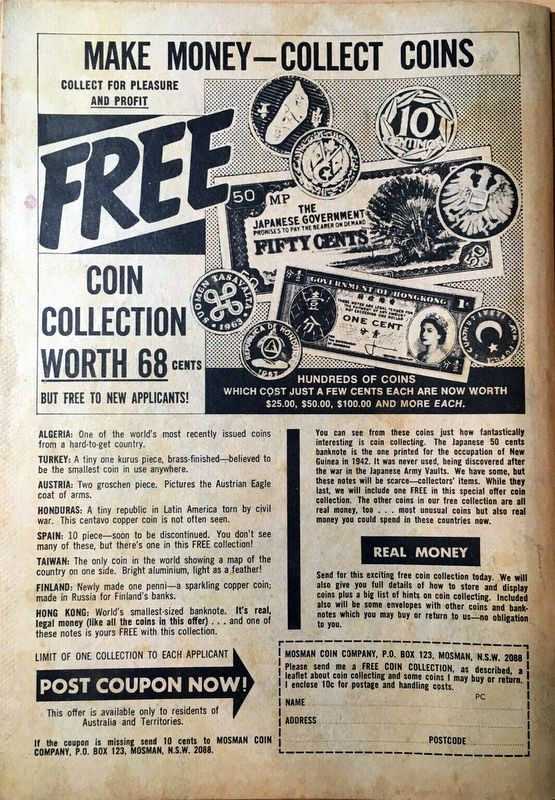 MAKE MONEY—COLLECT COINS
COLLECT FOR PLEASURE
AND PROFIT
FREE
COIN
COLLECTION
WORTH 68 CENTS
BUT FREE TO NEW APPLICANTS!
10
CENTIMOS
50
MP
THE
JAPANESE GOVERNMENT
PROMISES TO PAY THE BEARER ON DEMAND
FIFTY CENTS
SUOMEN TASAVALTA
1963
GOVERNMENT OF HONGKONG
1c
壹
分
ONE CENT
1967
HUNDREDS OF COINS
WHICH COST JUST A FEW CENTS EACH ARE NOW WORTH
$25.00, $50.00, $100.00 AND MORE EACH.
ALGERIA: One of the world's most recently issued coins
from a hard-to-get country.
TURKEY: A tiny one kurus piece, brass-finished—believed to
be the smallest coin in use anywhere.
AUSTRIA: Two groschen piece. Pictures the Austrian Eagle
coat of arms.
HONDURAS: A tiny republic in Latin America torn by civil
war. This centavo copper coin is not often seen.
SPAIN: 10 piece—soon to be discontinued. You don't see
many of these, but there's one in this FREE collection!
TAIWAN: The only coin in the world showing a map of the
country on one side. Bright aluminium, light as a feather!
FINLAND: Newly made one penni—a sparkling copper coin;
made in Russia for Finland's banks.
HONG KONG: World's smallest-sized banknote. It's real,
legal money (like all the coins in this offer) . . . and one of
these notes is yours FREE with this collection.
LIMIT OF ONE COLLECTION TO EACH APPLICANT
POST COUPON NOW!
This offer is available only to residents of
Australia and Territories.
If the coupon is missing send 10 cents to MOSMAN COIN
COMPANY, P.O. BOX 123, MOSMAN, N.S.W. 2088.
You can see from these coins just how fantastically
interesting is coin collecting. The Japanese 50 cents
banknote is the one printed for the occupation of New
Guinea in 1942. It was never used, being discovered after
the war in the Japanese Army Vaults. We have some, but
these notes will be scarce—collectors' items. While they
last, we will include one FREE in this special offer coin
collection. The other coins in our free collection are all
real money, too . . . most unusual coins but also real
money you could spend in these countries now.
REAL MONEY
Send for this exciting free coin collection today. We will
also give you full details of how to store and display
coins plus a big list of hints on coin collecting. Included
also will be some envelopes with other coins and bank-
notes which you may buy or return to us—no obligation
to you.
MOSMAN COIN COMPANY, P.O. BOX 123, MOSMAN, N.S.W. 2088
Please send me a FREE COIN COLLECTION, as described, a
leaflet about coin collecting and some coins I may buy or return.
I enclose 10c for postage and handling costs.
PC
NAME
ADDRESS
POSTCODE